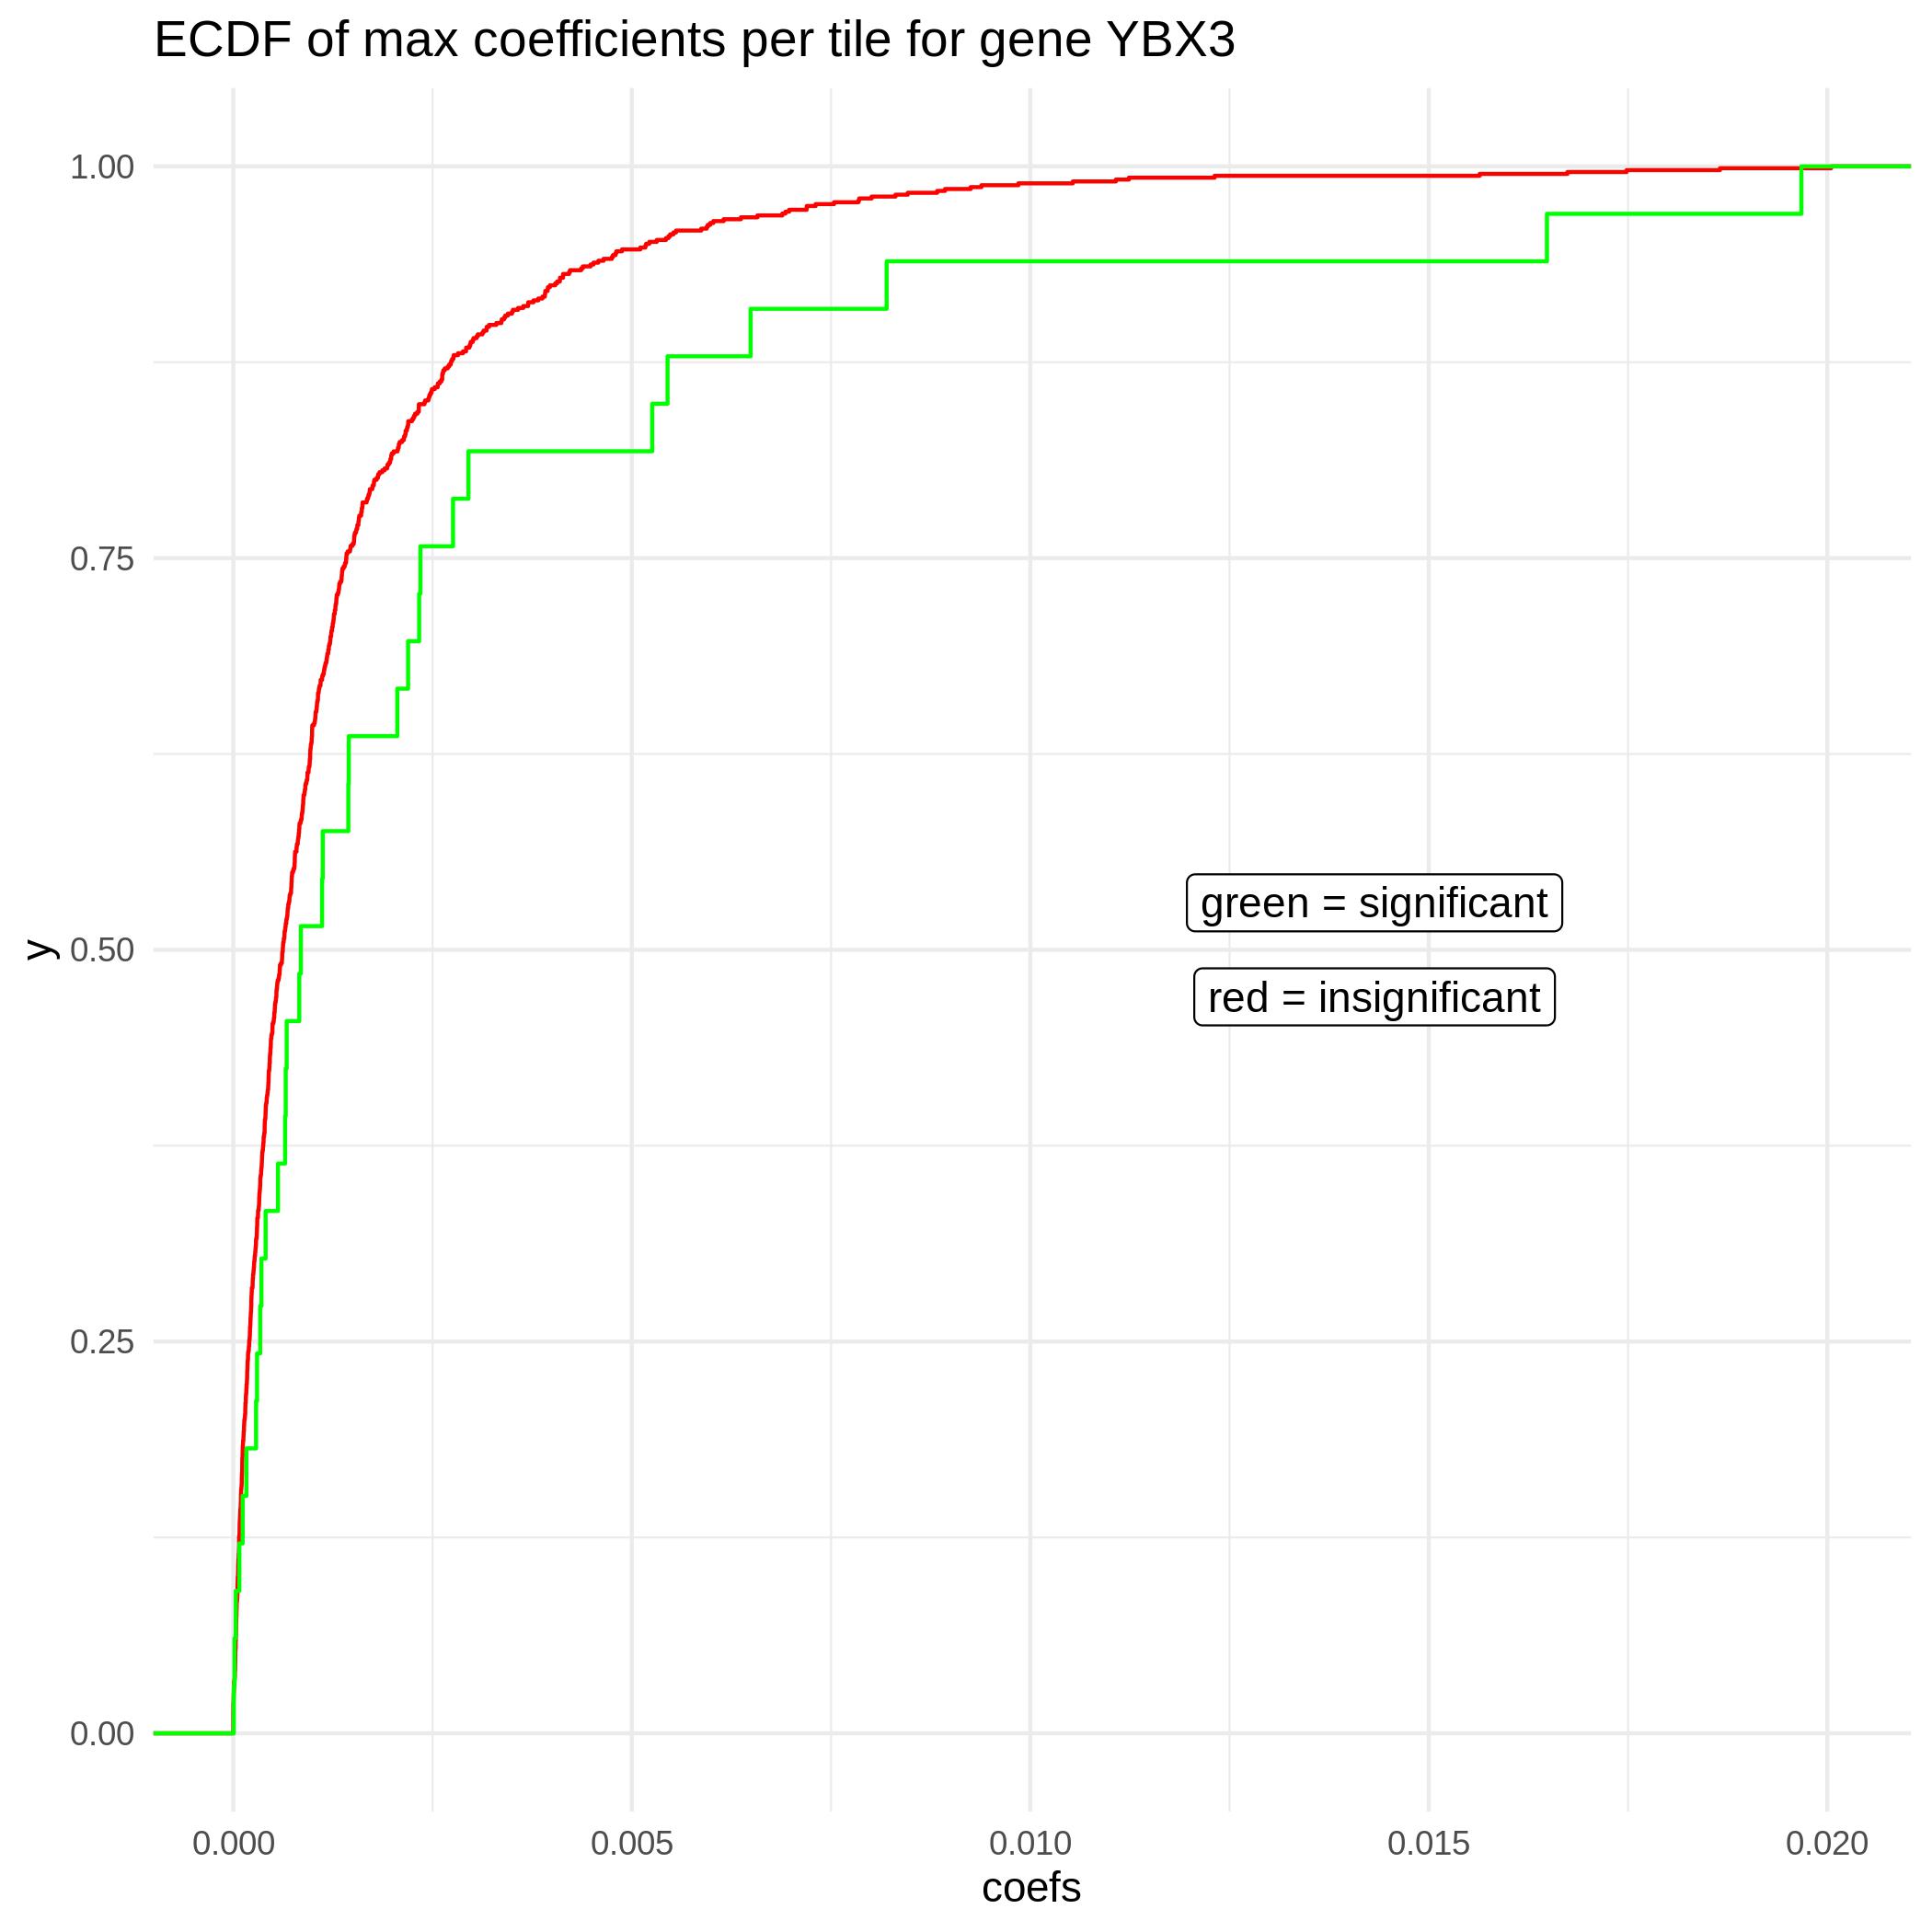 ECDF of max coefficients per tile for gene YBX3
1.00
0.75
0.50
0.25
0.00
y
green = significant
red = insignificant
0.000 0.005 0.010 0.015 0.020
coefs